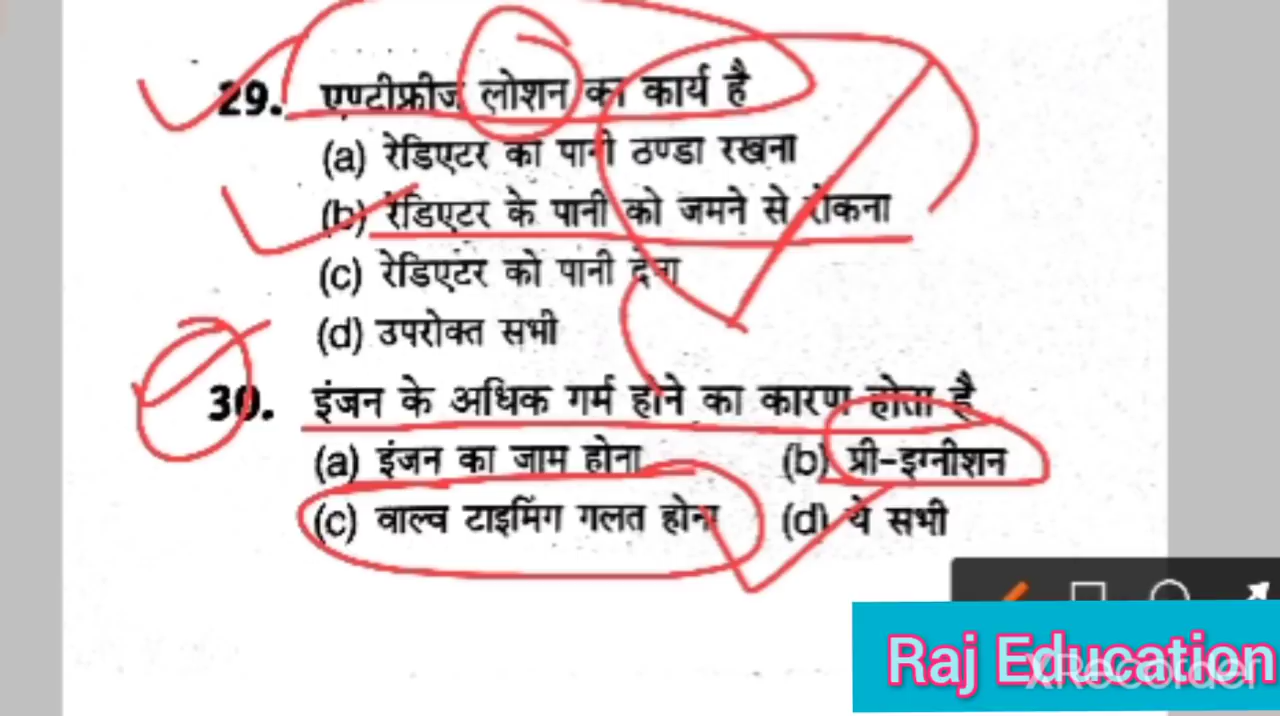 29. एण्टीफ्रीज लोशन का कार्य है
(a) रेडिएटर का पानी ठण्डा रखना
(b) रेडिएटर के पानी को जमने से रोकना
(c) रेडिएटर को पानी देना
(d) उपरोक्त सभी
30. इंजन के अधिक गर्म होने का कारण होता है
(a) इंजन का जाम होना (b) प्री-इग्नीशन
(c) वाल्व टाइमिंग गलत होना (d) ये सभी
Raj Education
XRecorder